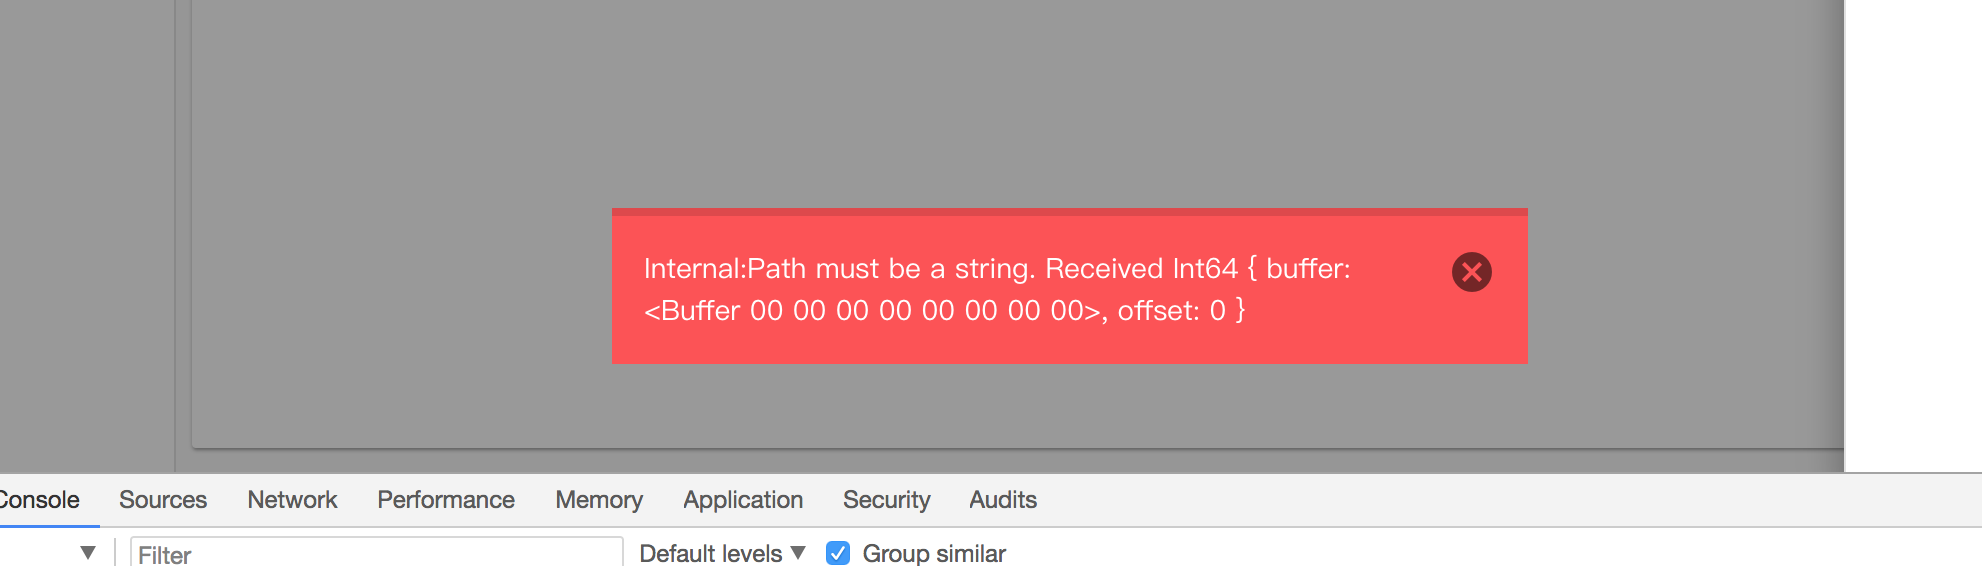 Internal:Path must be a string. Received Int64 { buffer:
<Buffer 00 00 00 00 00 00 00 00>, offset: 0 }
Console Sources Network Performance Memory Application Security Audits
Filter Default levels Group similar